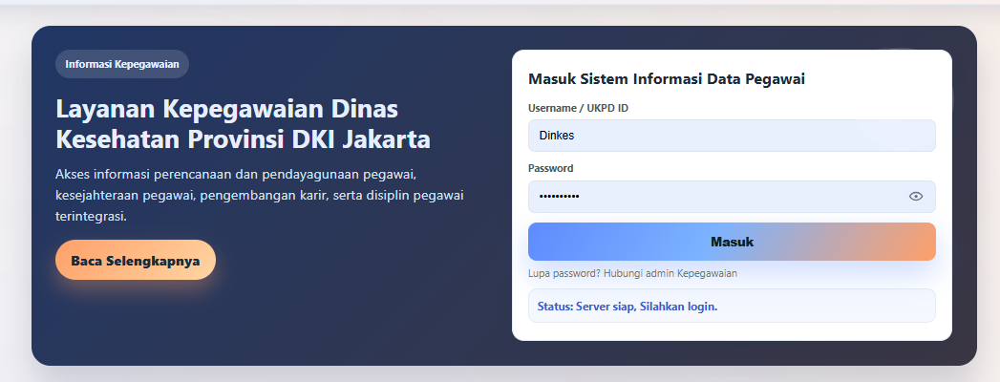 Informasi Kepegawaian
Layanan Kepegawaian Dinas
Kesehatan Provinsi DKI Jakarta
Akses informasi perencanaan dan pendayagunaan pegawai,
kesejahteraan pegawai, pengembangan karir, serta disiplin pegawai
terintegrasi.
Baca Selengkapnya
Masuk Sistem Informasi Data Pegawai
Username / UKPD ID
Dinkes
Password
••••••••••
Masuk
Lupa password? Hubungi admin Kepegawaian
Status: Server siap, Silahkan login.